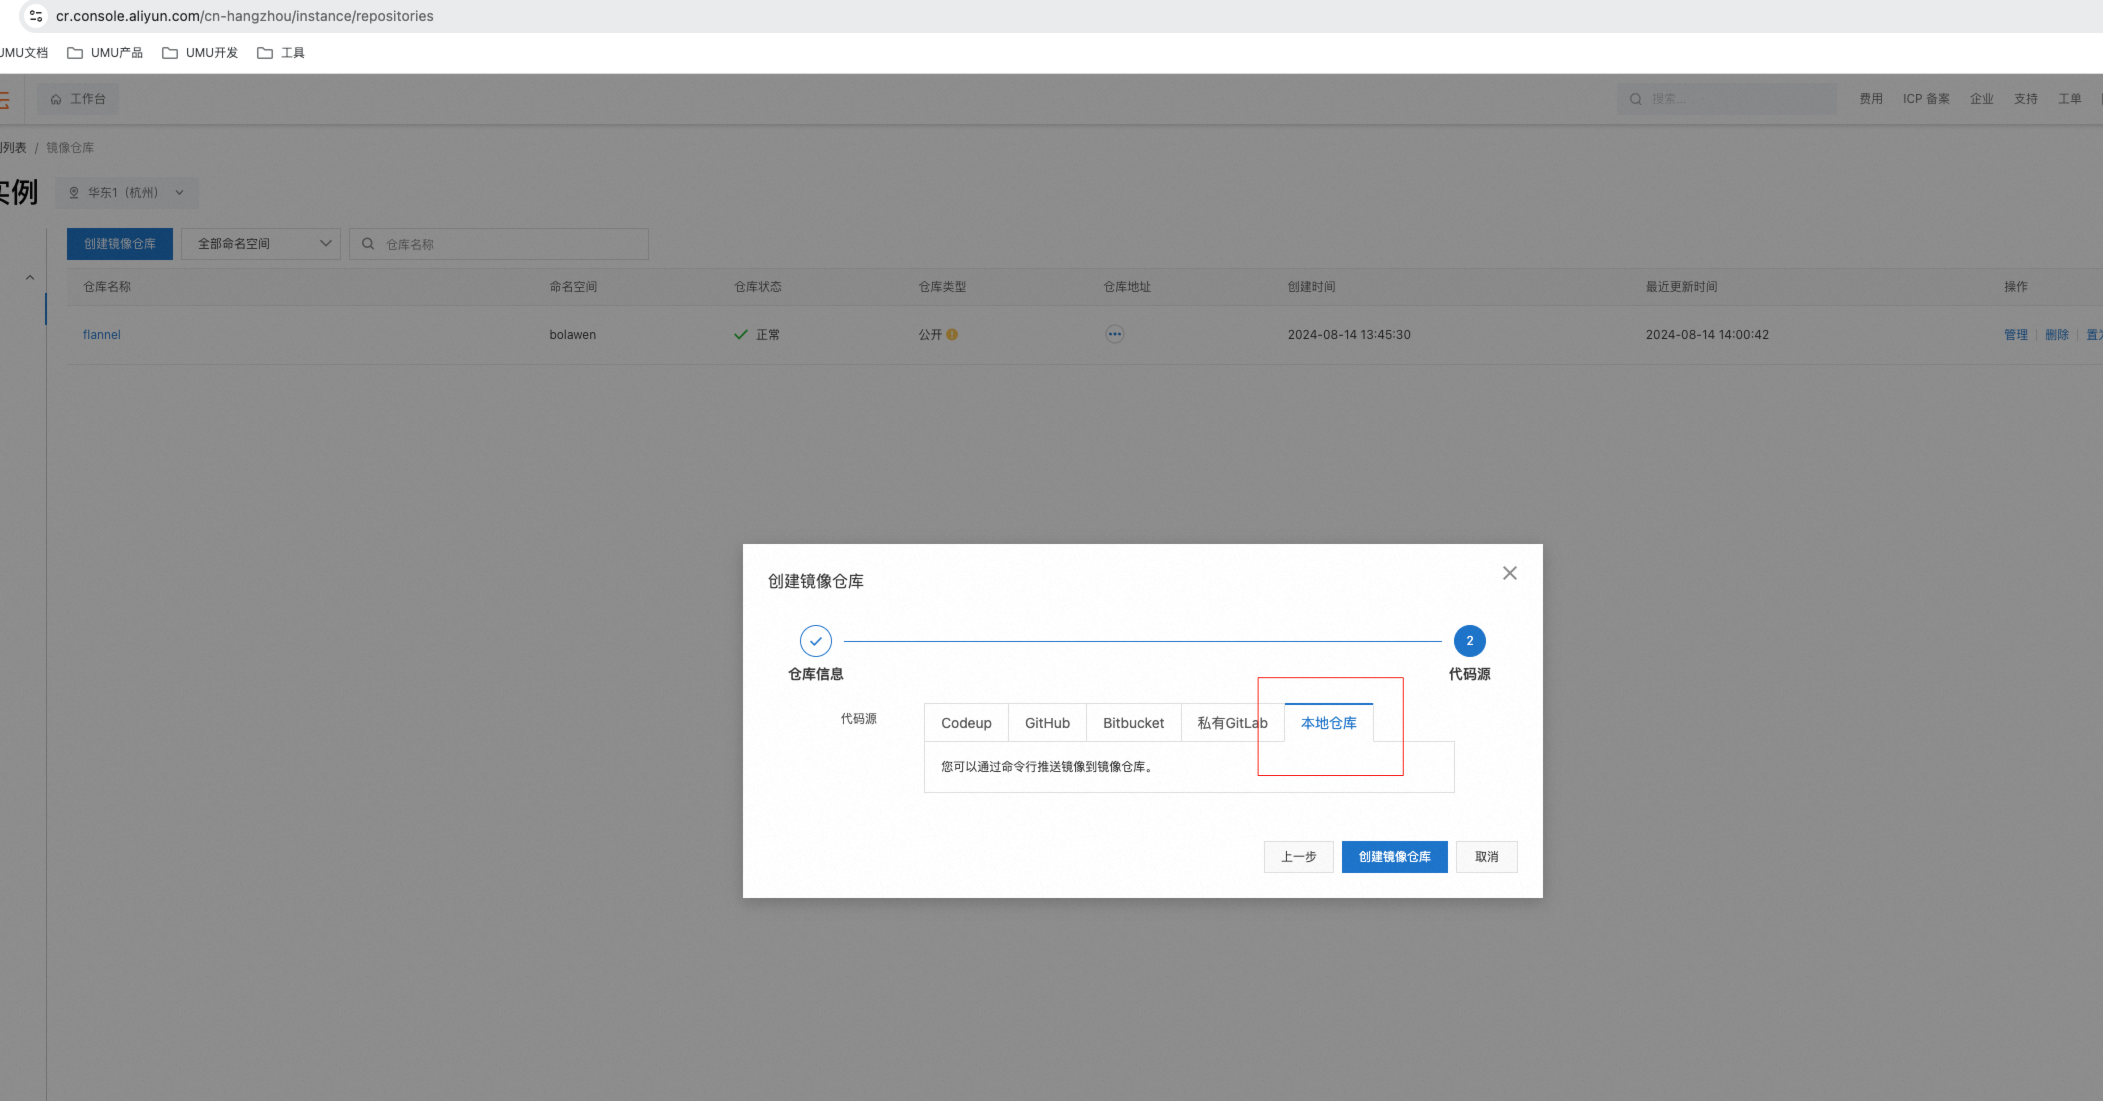 cr.console.aliyun.com/cn-hangzhou/instance/repositories
UMU文档 UMU产品 UMU开发 工具
工作台 搜索... 费用 ICP 备案 企业 支持 工单
列表 / 镜像仓库
实例 华东1（杭州）
创建镜像仓库 全部命名空间 仓库名称
仓库名称 命名空间 仓库状态 仓库类型 仓库地址 创建时间 最近更新时间 操作
flannel bolawen 正常 公开 2024-08-14 13:45:30 2024-08-14 14:00:42 管理 删除 置为
创建镜像仓库
2
仓库信息 代码源
代码源 Codeup GitHub Bitbucket 私有GitLab 本地仓库
您可以通过命令行推送镜像到镜像仓库。
上一步 创建镜像仓库 取消